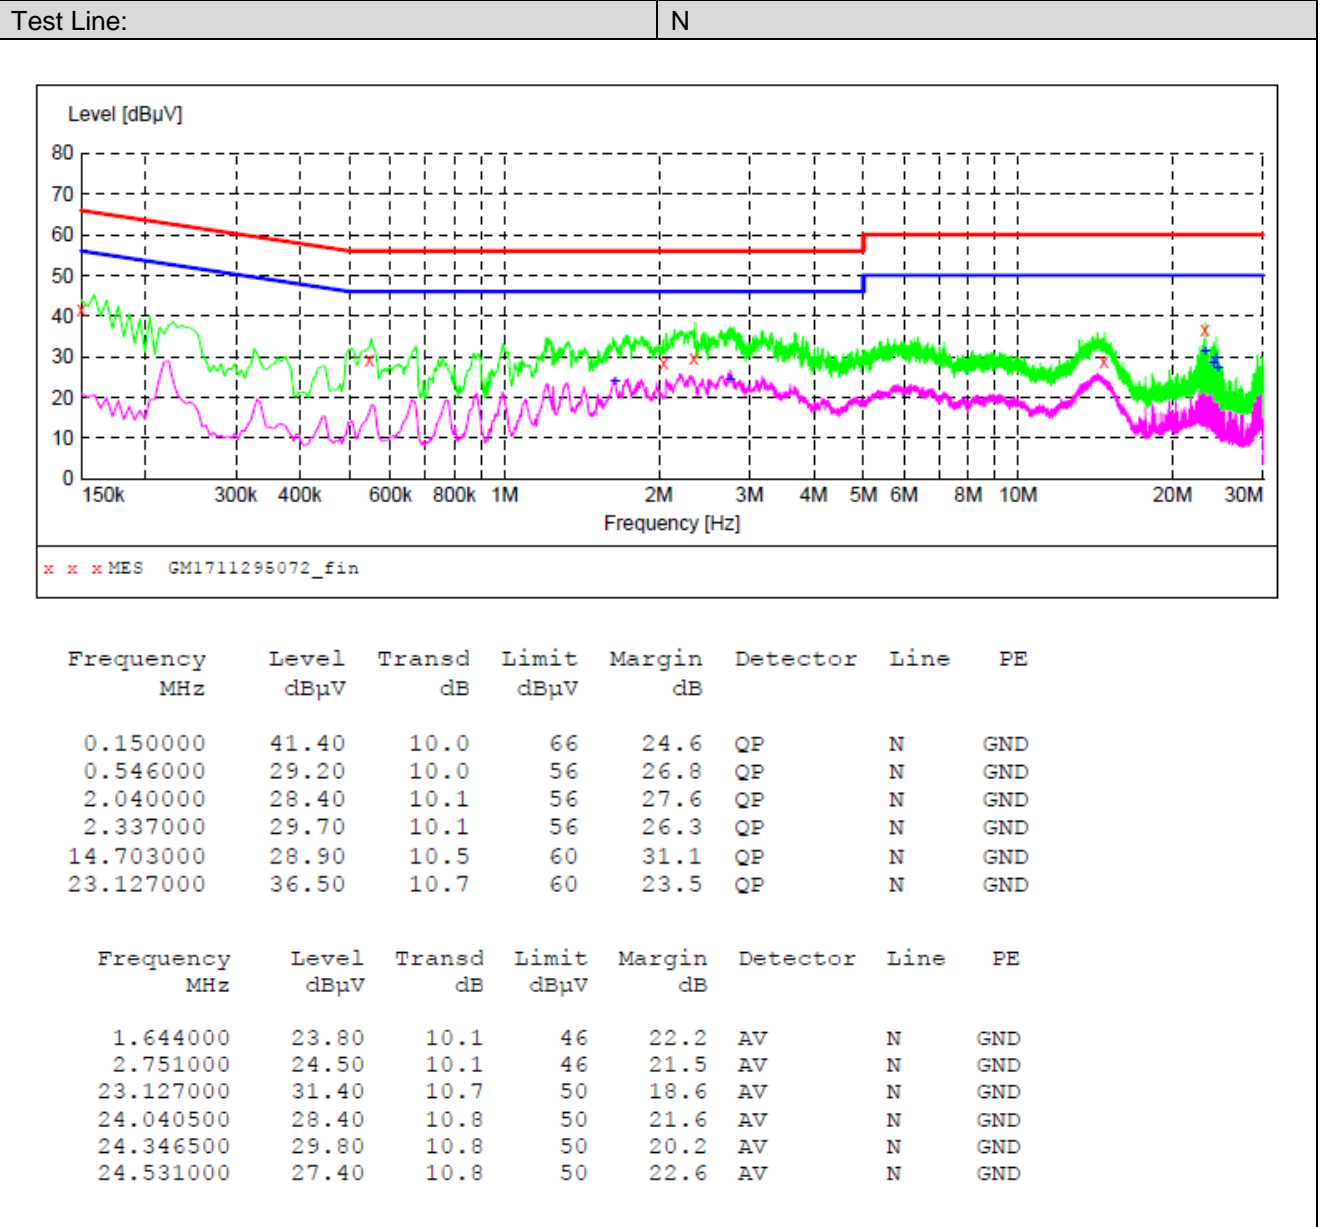 Test Line: N
Level [dBµV]
80
70
60
50
40
30
20
10
0
150k 300k 400k 600k 800k 1M 2M 3M 4M 5M 6M 8M 10M 20M 30M
Frequency [Hz]
x x x MES GM1711295072_fin
Frequency Level Transd Limit Margin Detector Line PE
MHz dBµV dB dBµV dB
0.150000 41.40 10.0 66 24.6 QP N GND
0.546000 29.20 10.0 56 26.8 QP N GND
2.040000 28.40 10.1 56 27.6 QP N GND
2.337000 29.70 10.1 56 26.3 QP N GND
14.703000 28.90 10.5 60 31.1 QP N GND
23.127000 36.50 10.7 60 23.5 QP N GND
Frequency Level Transd Limit Margin Detector Line PE
MHz dBµV dB dBµV dB
1.644000 23.80 10.1 46 22.2 AV N GND
2.751000 24.50 10.1 46 21.5 AV N GND
23.127000 31.40 10.7 50 18.6 AV N GND
24.040500 28.40 10.8 50 21.6 AV N GND
24.346500 29.80 10.8 50 20.2 AV N GND
24.531000 27.40 10.8 50 22.6 AV N GND